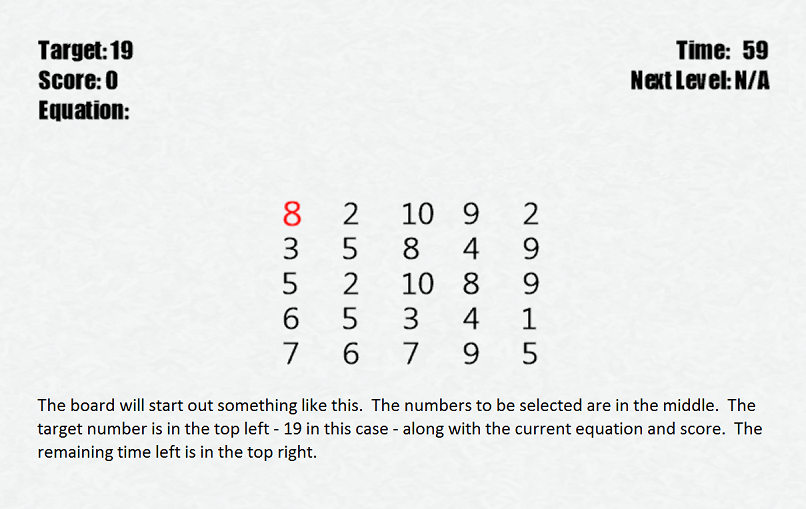 Target: 19
Time: 59
Score: 0
Next Level: N/A
Equation:
8 2 10 9 2
3 5 8 4 9
5 2 10 8 9
6 5 3 4 1
7 6 7 9 5
The board will start out something like this. The numbers to be selected are in the middle. The
target number is in the top left - 19 in this case - along with the current equation and score. The
remaining time left is in the top right.